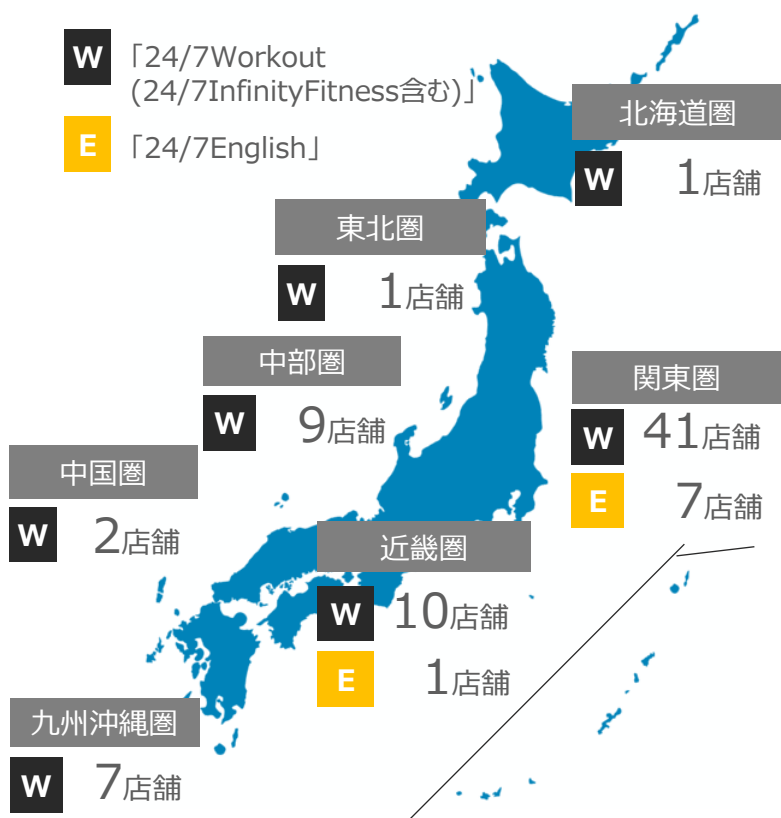 W 「24/7Workout
(24/7InfinityFitness含む)」
E 「24/7English」
北海道圏
W 1店舗
東北圏
W 1店舗
中部圏
W 9店舗
関東圏
W 41店舗
E 7店舗
中国圏
W 2店舗
近畿圏
W 10店舗
E 1店舗
九州沖縄圏
W 7店舗